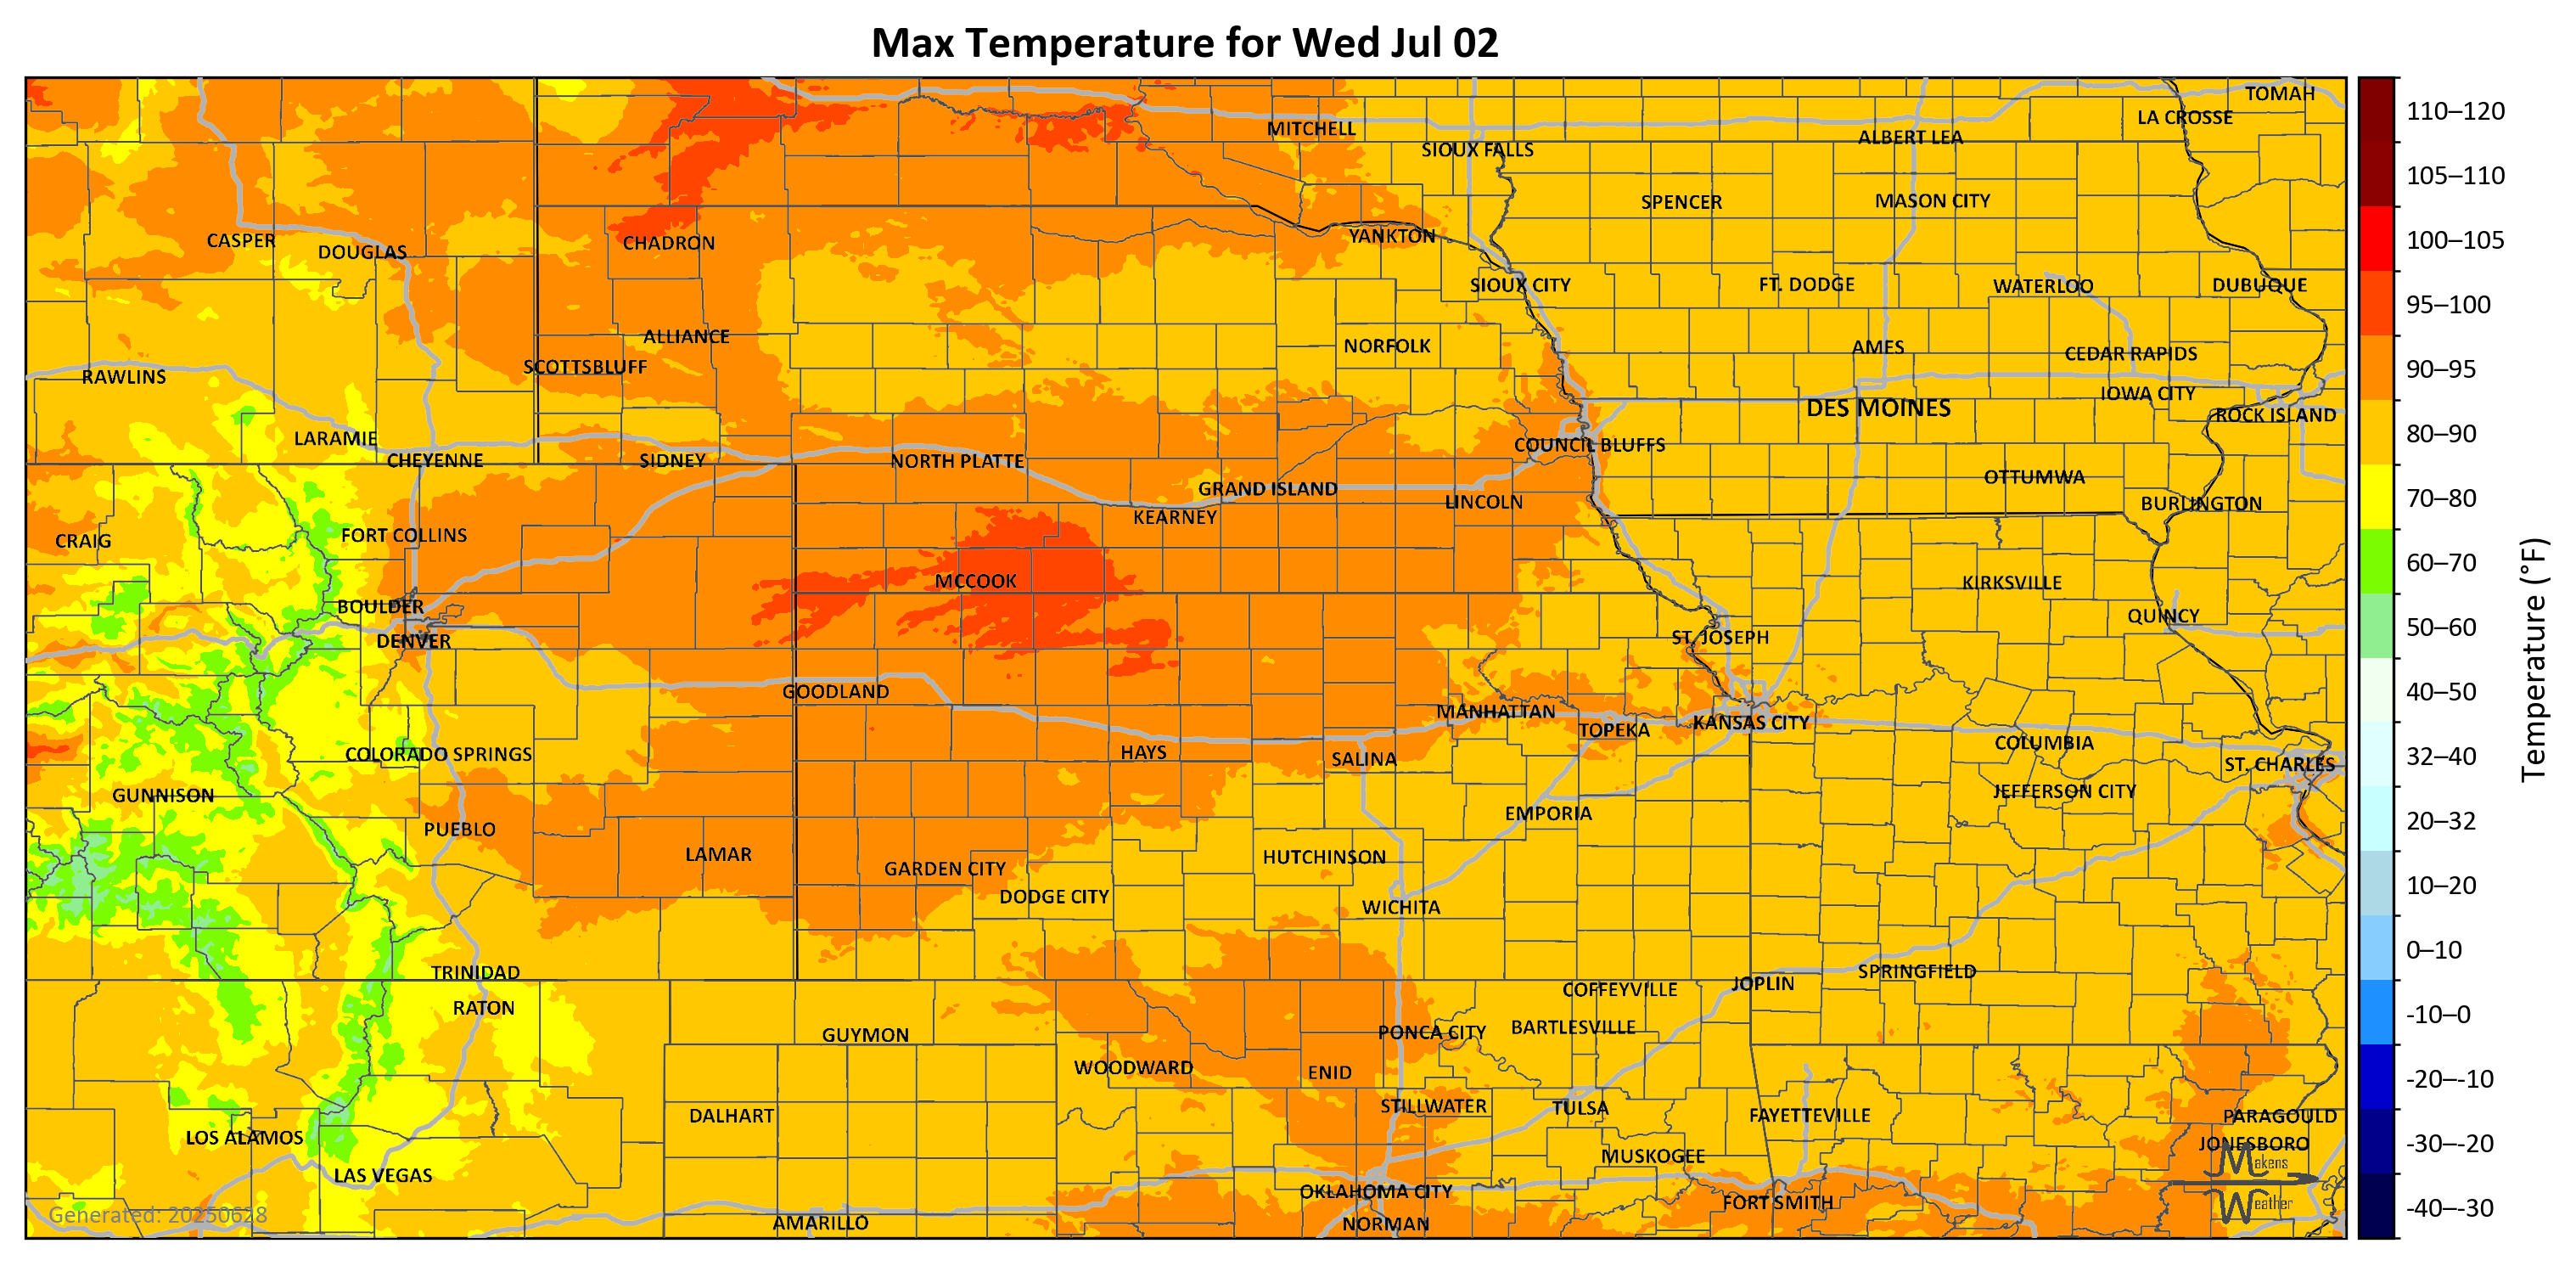 Max Temperature for Wed Jul 02
TOMAH
LA CROSSE
MITCHELL
ALBERT LEA
SIOUX FALLS
SPENCER
MASON CITY
CASPER
DOUGLAS
CHADRON
YANKTON
SIOUX CITY
FT. DODGE
WATERLOO
DUBUQUE
ALLIANCE
NORFOLK
AMES
CEDAR RAPIDS
SCOTTSBLUFF
RAWLINS
IOWA CITY
DES MOINES
ROCK ISLAND
LARAMIE
COUNCIL BLUFFS
CHEYENNE
SIDNEY
NORTH PLATTE
OTTUMWA
GRAND ISLAND
LINCOLN
BURLINGTON
KEARNEY
CRAIG
FORT COLLINS
MCCOOK
KIRKSVILLE
BOULDER
QUINCY
DENVER
ST. JOSEPH
GOODLAND
MANHATTAN
TOPEKA
KANSAS CITY
COLORADO SPRINGS
HAYS
SALINA
COLUMBIA
ST. CHARLES
GUNNISON
JEFFERSON CITY
EMPORIA
PUEBLO
LAMAR
HUTCHINSON
GARDEN CITY
DODGE CITY
WICHITA
TRINIDAD
SPRINGFIELD
JOPLIN
COFFEYVILLE
RATON
GUYMON
PONCA CITY
BARTLESVILLE
WOODWARD
ENID
STILLWATER
TULSA
DALHART
FAYETTEVILLE
PARAGOULD
LOS ALAMOS
JONESBORO
MUSKOGEE
LAS VEGAS
OKLAHOMA CITY
FORT SMITH
AMARILLO
NORMAN
Makens
Weather
Generated: 20250628
110–120
105–110
100–105
95–100
90–95
80–90
70–80
60–70
50–60
40–50
32–40
20–32
10–20
0–10
-10–0
-20–-10
-30–-20
-40–-30
Temperature (°F)